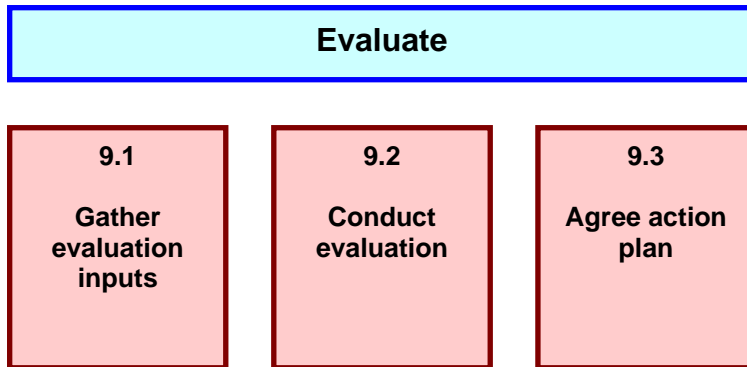 Evaluate
9.1
Gather
evaluation
inputs
9.2
Conduct
evaluation
9.3
Agree action
plan